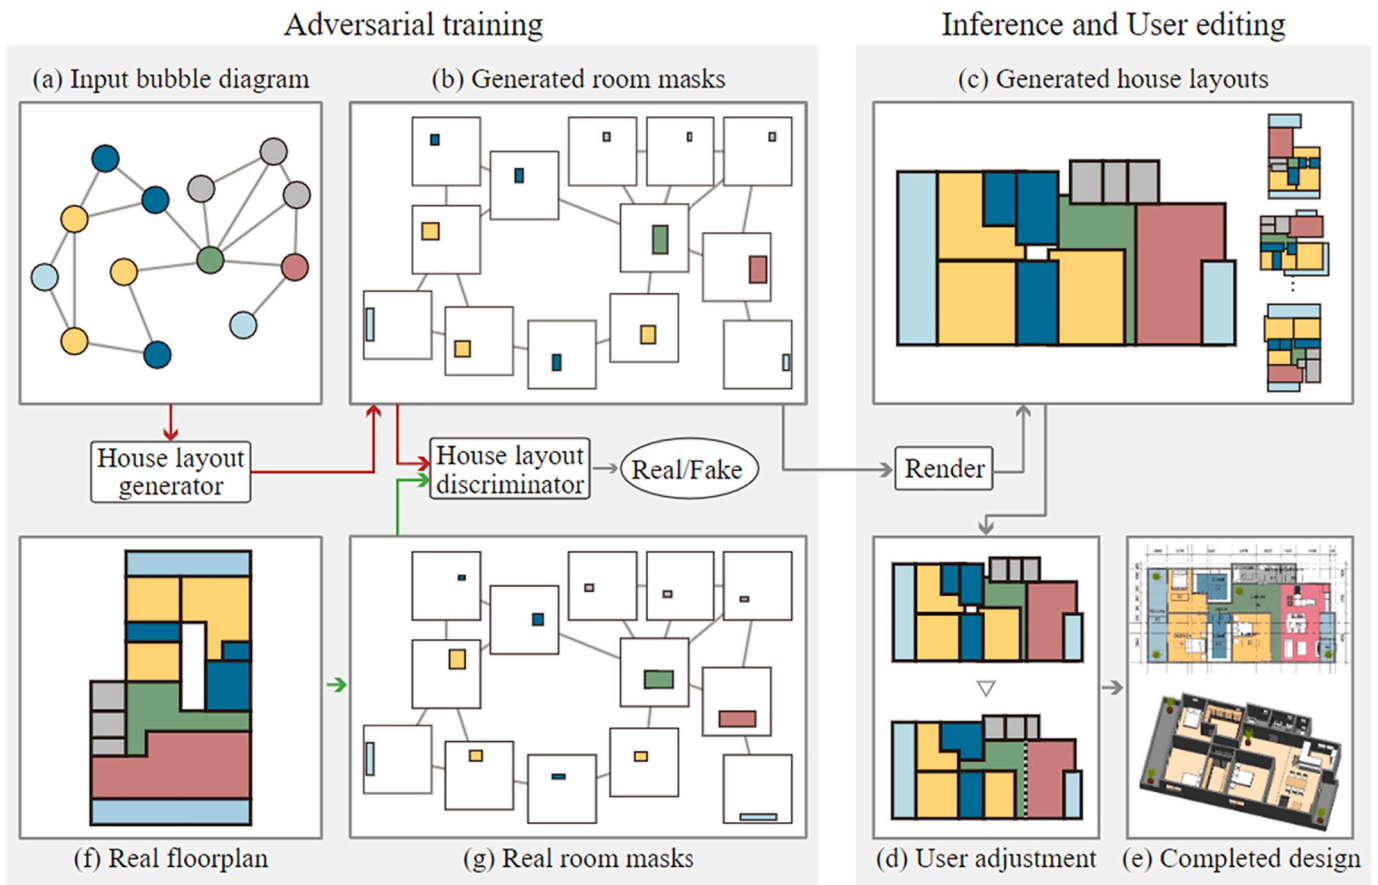 Adversarial training
Inference and User editing
(a) Input bubble diagram
(b) Generated room masks
(c) Generated house layouts
House layout
generator
House layout
discriminator
Real/Fake
Render
(f) Real floorplan
(g) Real room masks
(d) User adjustment
(e) Completed design